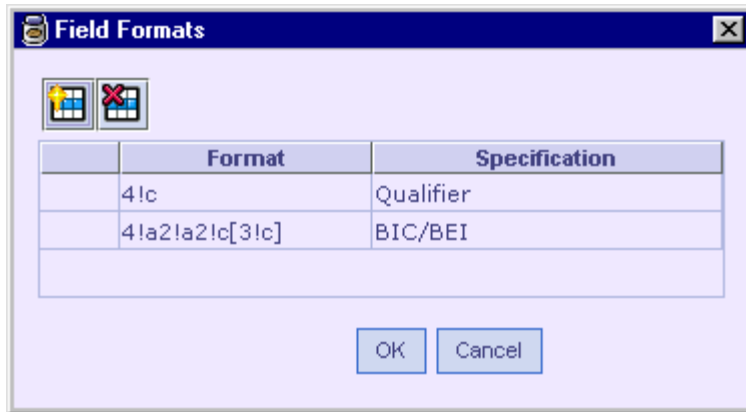 Field Formats
Format Specification
4!c Qualifier
4!a2!a2!c[3!c] BIC/BEI
OK Cancel